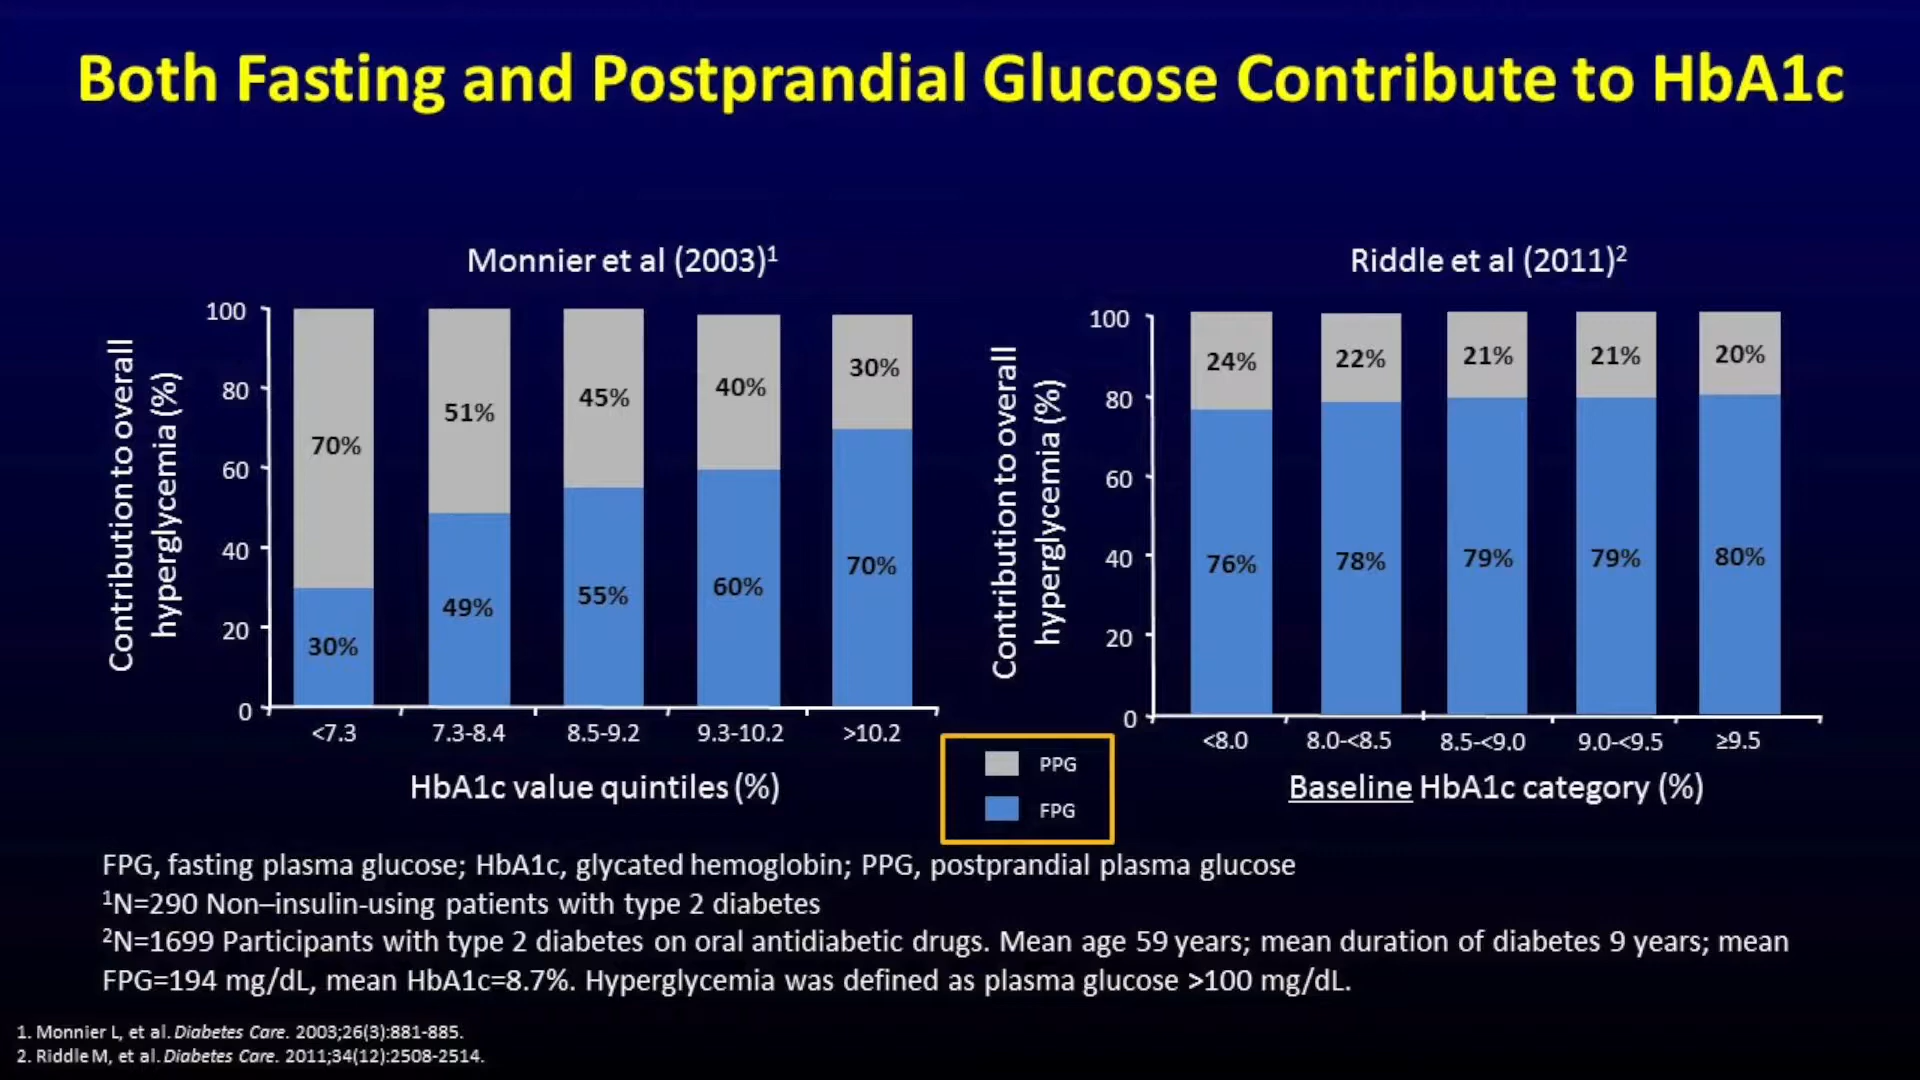 Both Fasting and Postprandial Glucose Contribute to HbA1c
Monnier et al (2003)¹
Contribution to overall
hyperglycemia (%)
100
80
60
40
20
0
70%
51%
45%
40%
30%
30%
49%
55%
60%
70%
<7.3
7.3-8.4
8.5-9.2
9.3-10.2
>10.2
HbA1c value quintiles (%)
Riddle et al (2011)²
Contribution to overall
hyperglycemia (%)
100
80
60
40
20
0
24%
22%
21%
21%
20%
76%
78%
79%
79%
80%
<8.0
8.0-<8.5
8.5-<9.0
9.0-<9.5
≥9.5
Baseline HbA1c category (%)
PPG
FPG
FPG, fasting plasma glucose; HbA1c, glycated hemoglobin; PPG, postprandial plasma glucose
¹N=290 Non–insulin-using patients with type 2 diabetes
²N=1699 Participants with type 2 diabetes on oral antidiabetic drugs. Mean age 59 years; mean duration of diabetes 9 years; mean
FPG=194 mg/dL, mean HbA1c=8.7%. Hyperglycemia was defined as plasma glucose >100 mg/dL.
1. Monnier L, et al. Diabetes Care. 2003;26(3):881-885.
2. Riddle M, et al. Diabetes Care. 2011;34(12):2508-2514.